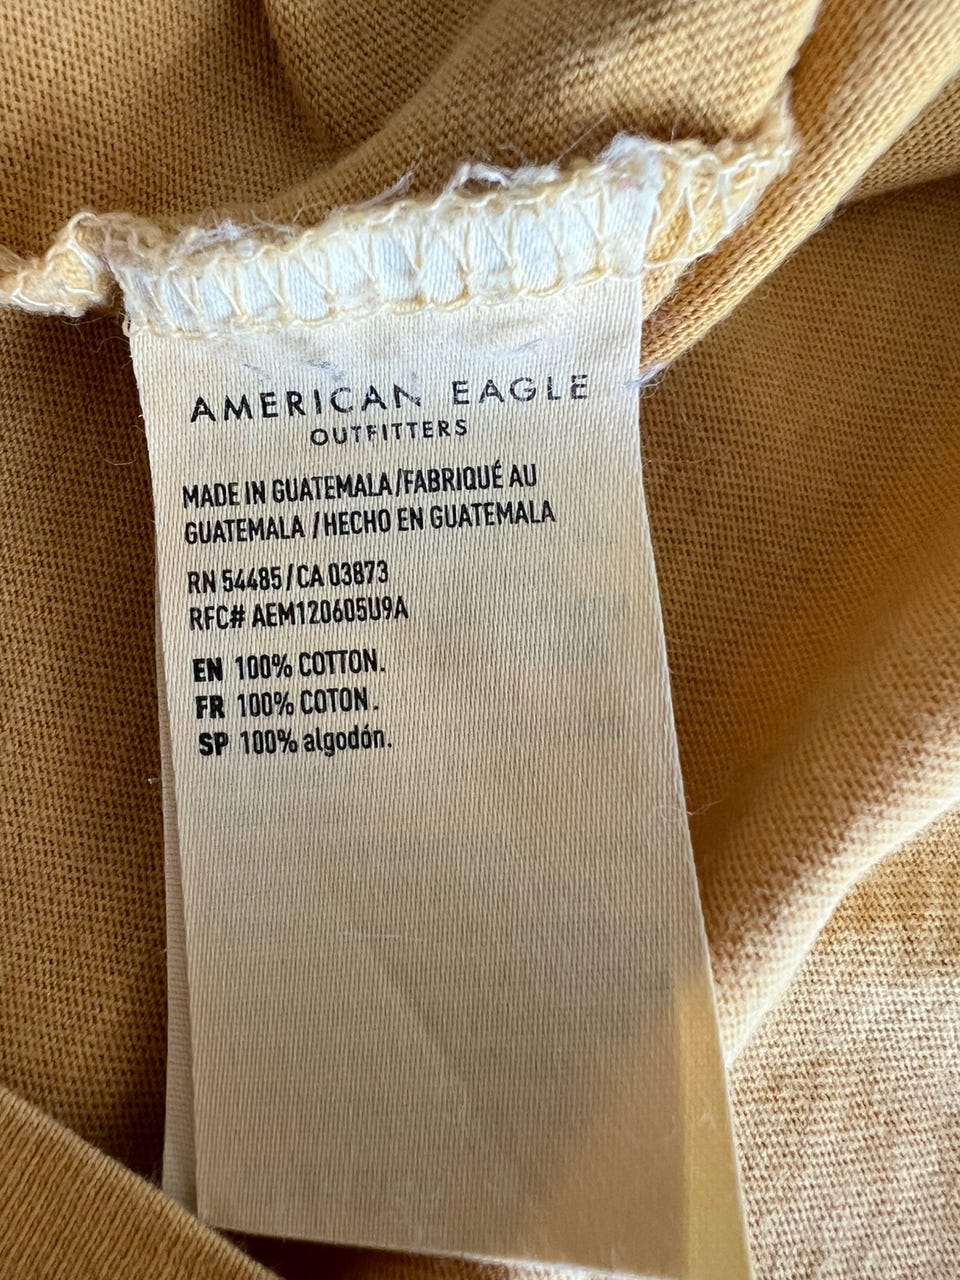 AMERICAN EAGLE
OUTFITTERS
MADE IN GUATEMALA/FABRIQUÉ AU
GUATEMALA /HECHO EN GUATEMALA
RN 54485/CA 03873
RFC# AEM120605U9A
EN 100% COTTON.
FR 100% COTON.
SP 100% algodón.